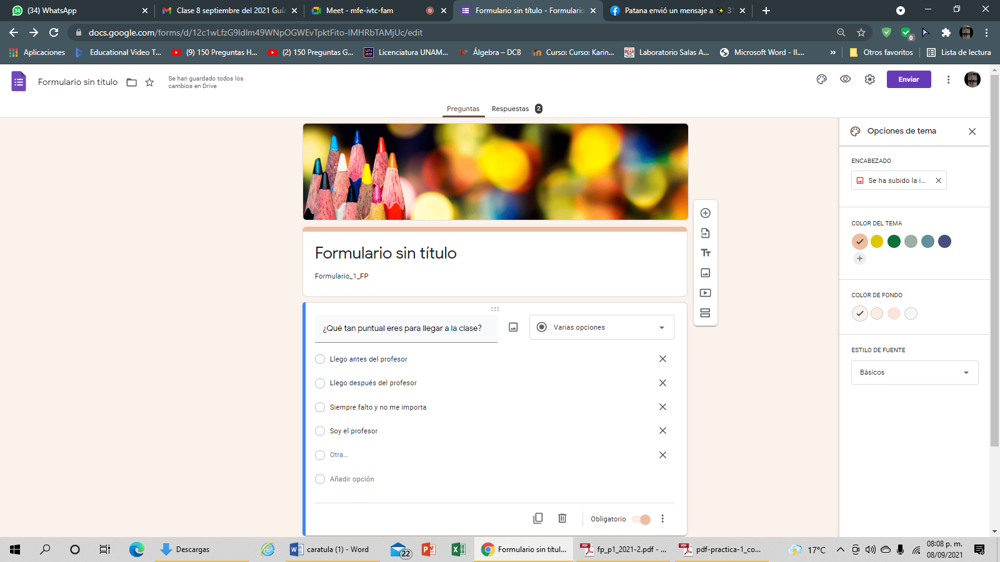 34 (34) WhatsApp
Clase 8 septiembre del 2021 Guía
Meet - mfe-ivtc-fam
Formulario sin título - Formulario
Patana envió un mensaje a ✨ 31
docs.google.com/forms/d/12c1wLfzG9IdIm49WNpOGWEvTpktFito-IMHRbTAMjUc/edit
0
Aplicaciones
Educational Video T...
(9) 150 Preguntas H...
(2) 150 Preguntas G...
Licenciatura UNAM...
Álgebra – DCB
Curso: Curso: Karin...
Laboratorio Salas A...
Microsoft Word - II....
»
Otros favoritos
Lista de lectura
Formulario sin título
Se han guardado todos los
cambios en Drive
Enviar
Preguntas
Respuestas 2
Formulario sin título
Formulario_1_FP
¿Qué tan puntual eres para llegar a la clase?
Varias opciones
Llego antes del profesor
Llego después del profesor
Siempre falto y no me importa
Soy el profesor
Otra...
Añadir opción
Obligatorio
Tт
Opciones de tema
ENCABEZADO
Se ha subido la i...
COLOR DEL TEMA
COLOR DE FONDO
ESTILO DE FUENTE
Básicos
Descargas
caratula (1) - Word
22
Formulario sin títul...
fp_p1_2021-2.pdf - ...
pdf-practica-1_co...
17°C
08:08 p. m.
08/09/2021